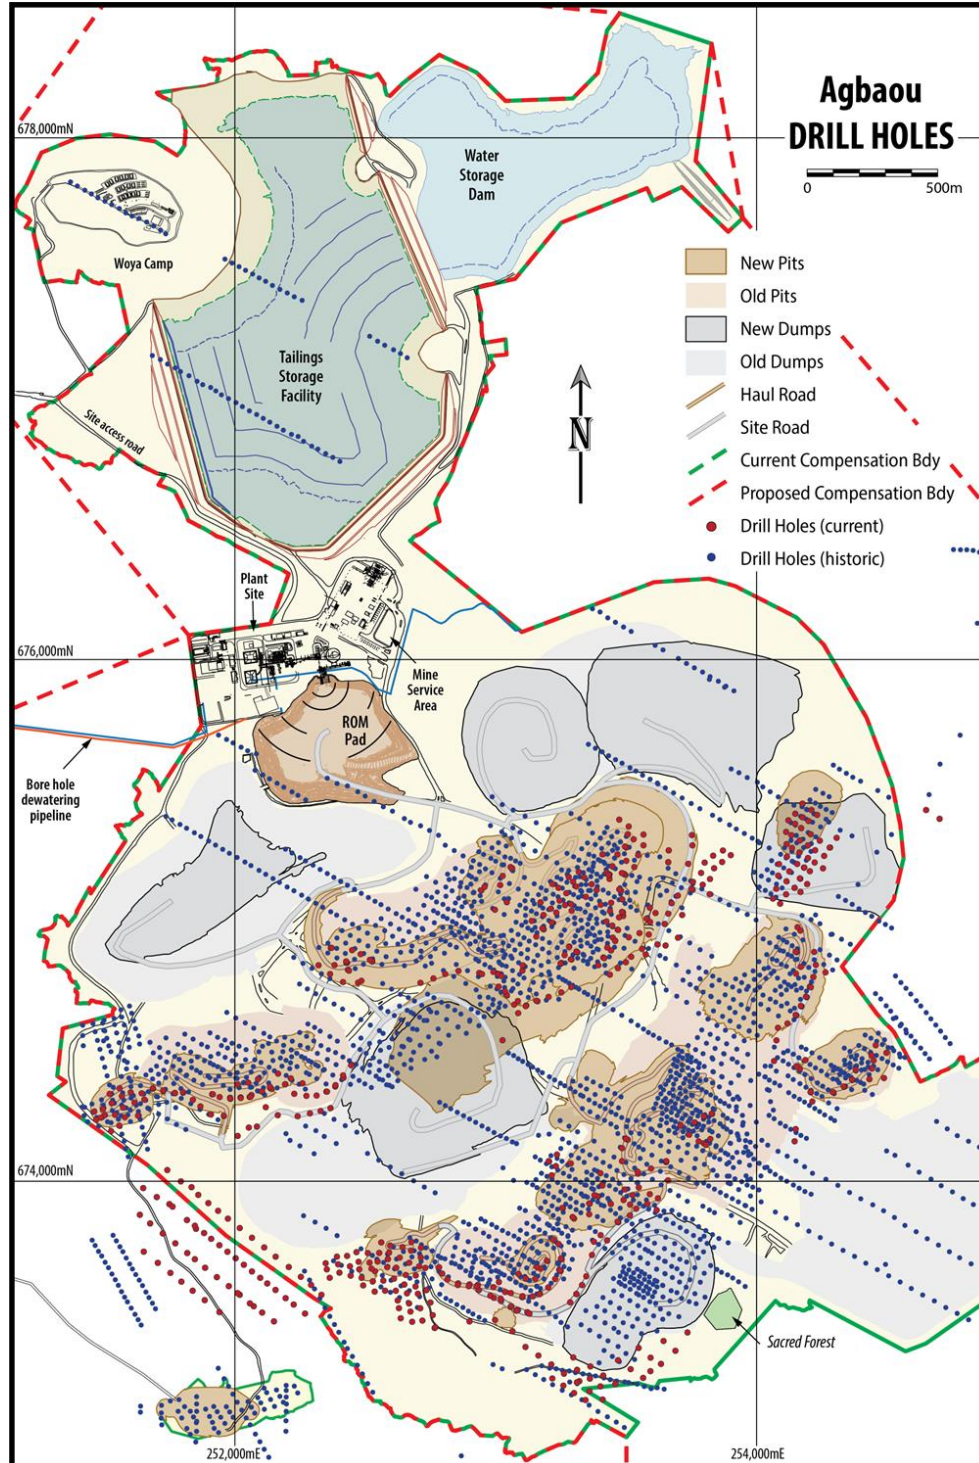 Agbaou
DRILL HOLES
0 500m
678,000mN
Water
Storage
Dam
Woya Camp
New Pits
Old Pits
New Dumps
Old Dumps
Haul Road
Site Road
Current Compensation Bdy
Proposed Compensation Bdy
Drill Holes (current)
Drill Holes (historic)
Tailings
Storage
Facility
N
Site access road
Plant
Site
676,000mN
Mine
Service
Area
ROM
Pad
Bore hole
dewatering
pipeline
674,000mN
Sacred Forest
252,000mE
254,000mE